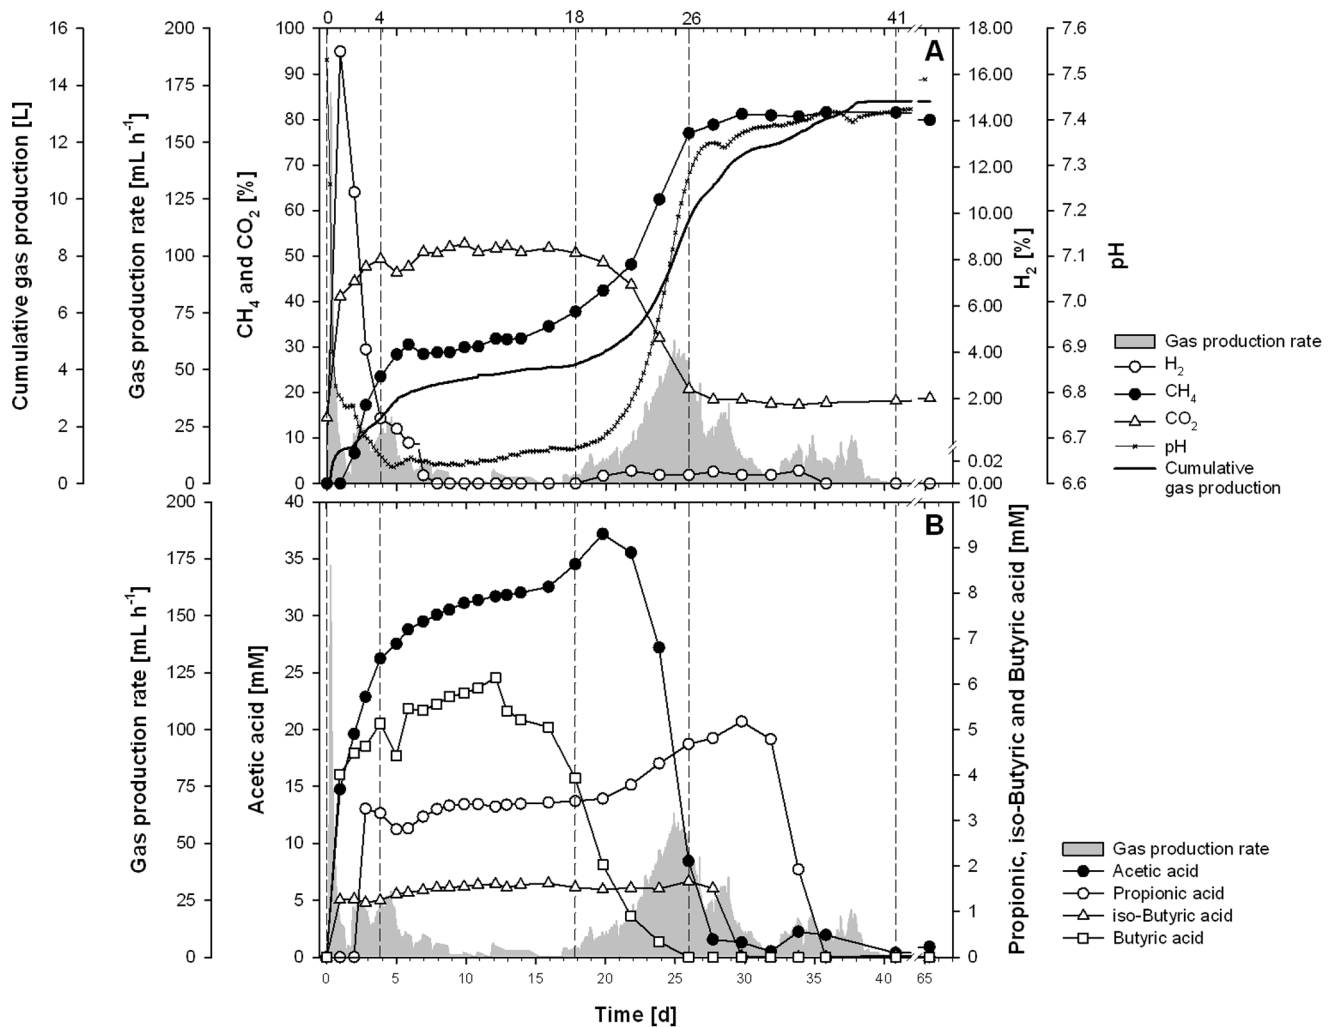 0 4 18 26 41
16 200 100 18.00 7.6
14 175 90 16.00 7.5
12 150 80 14.00 7.4
10 125 70 12.00 7.3
8 100 60 10.00 7.2
6 75 50 8.00 7.1
4 50 40 6.00 7.0
2 25 30 4.00 6.9
0 0 20 2.00 6.8
10 0.02 6.7
0 0.00 6.6
A
Cumulative gas production [L]
Gas production rate [mL h⁻¹]
CH₄ and CO₂ [%]
H₂ [%]
pH
Gas production rate
H₂
CH₄
CO₂
pH
Cumulative
gas production
200 40 10
175 35 9
150 30 8
125 25 7
100 20 6
75 15 5
50 10 4
25 5 3
0 0 2
1
0
B
Gas production rate [mL h⁻¹]
Acetic acid [mM]
Propionic, iso-Butyric and Butyric acid [mM]
Gas production rate
Acetic acid
Propionic acid
iso-Butyric acid
Butyric acid
0 5 10 15 20 25 30 35 40 65
Time [d]